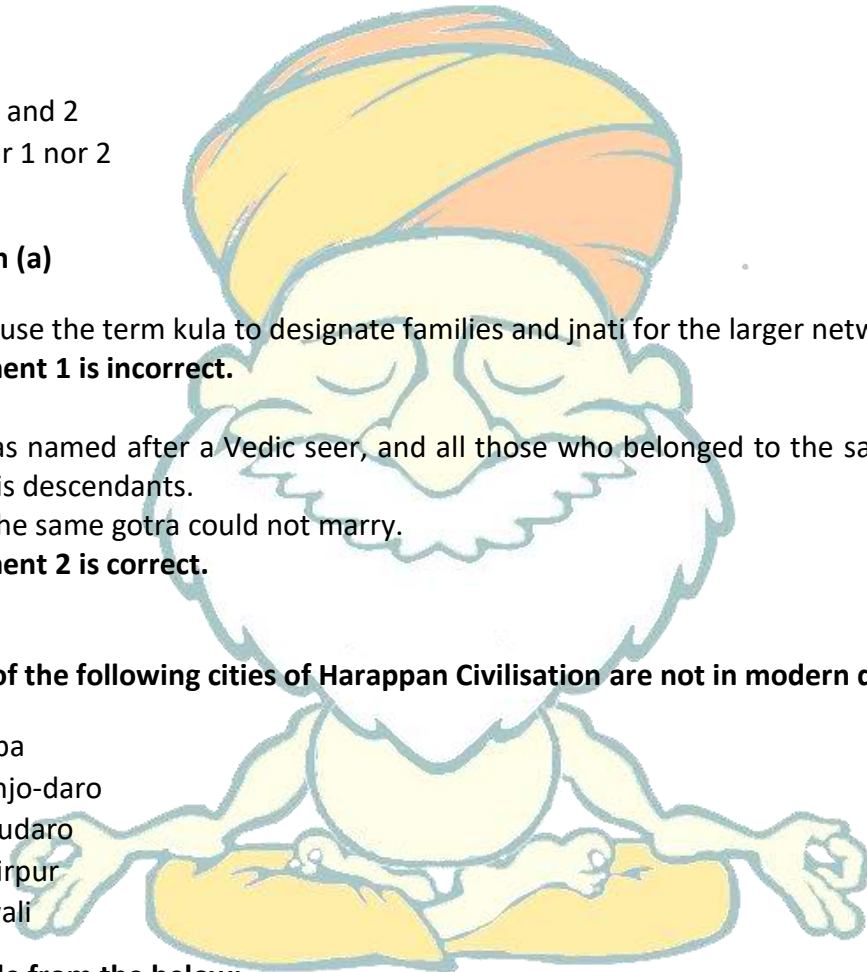 and 2
r 1 nor 2
n (a)
use the term kula to designate families and jnati for the larger netw
ent 1 is incorrect.
as named after a Vedic seer, and all those who belonged to the sa
is descendants.
he same gotra could not marry.
ent 2 is correct.
of the following cities of Harappan Civilisation are not in modern d
pa
njo-daro
udaro
irpur
ali
de from the below: